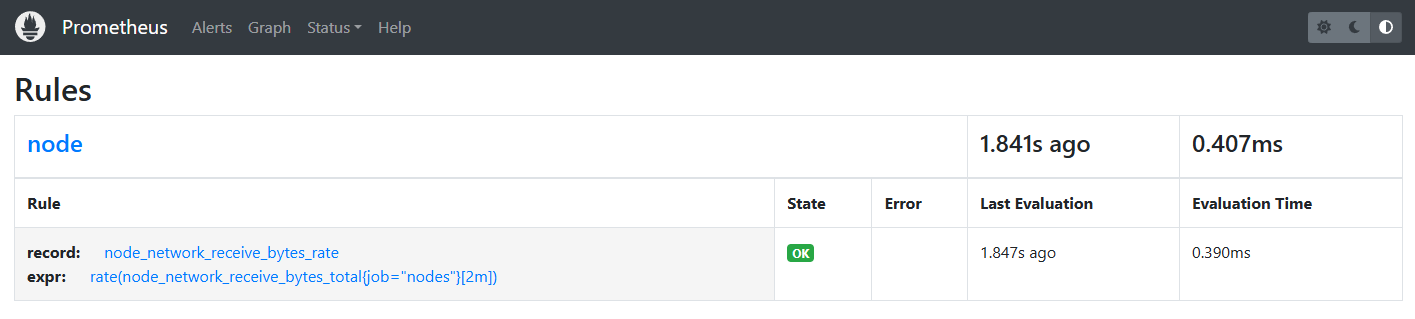 Prometheus Alerts Graph Status Help
Rules
node 1.841s ago 0.407ms
Rule State Error Last Evaluation Evaluation Time
record: node_network_receive_bytes_rate OK 1.847s ago 0.390ms
expr: rate(node_network_receive_bytes_total{job="nodes"}[2m])